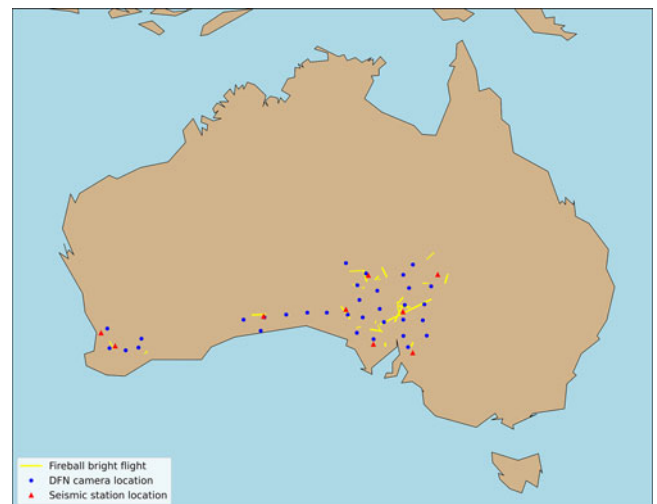 Fireball bright flight
DFN camera location
Seismic station location